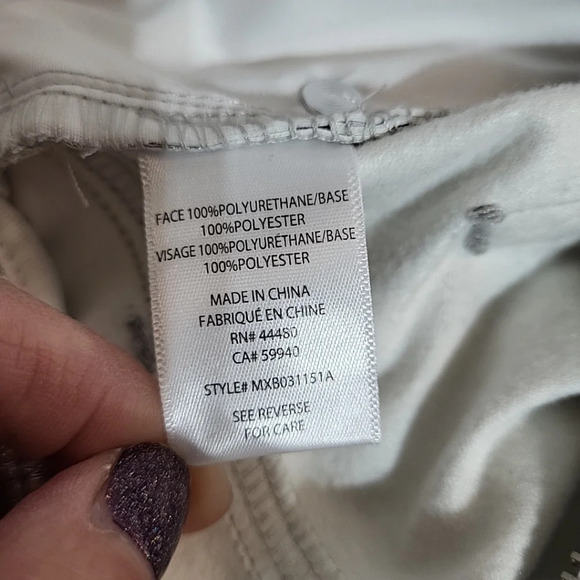 FACE 100%POLYURETHANE/BASE
100%POLYESTER
VISAGE 100%POLYURÉTHANE/BASE
100%POLYESTER
MADE IN CHINA
FABRIQUÉ EN CHINE
RN# 44480
CA# 59940
STYLE# MXB031151A
SEE REVERSE
FOR CARE